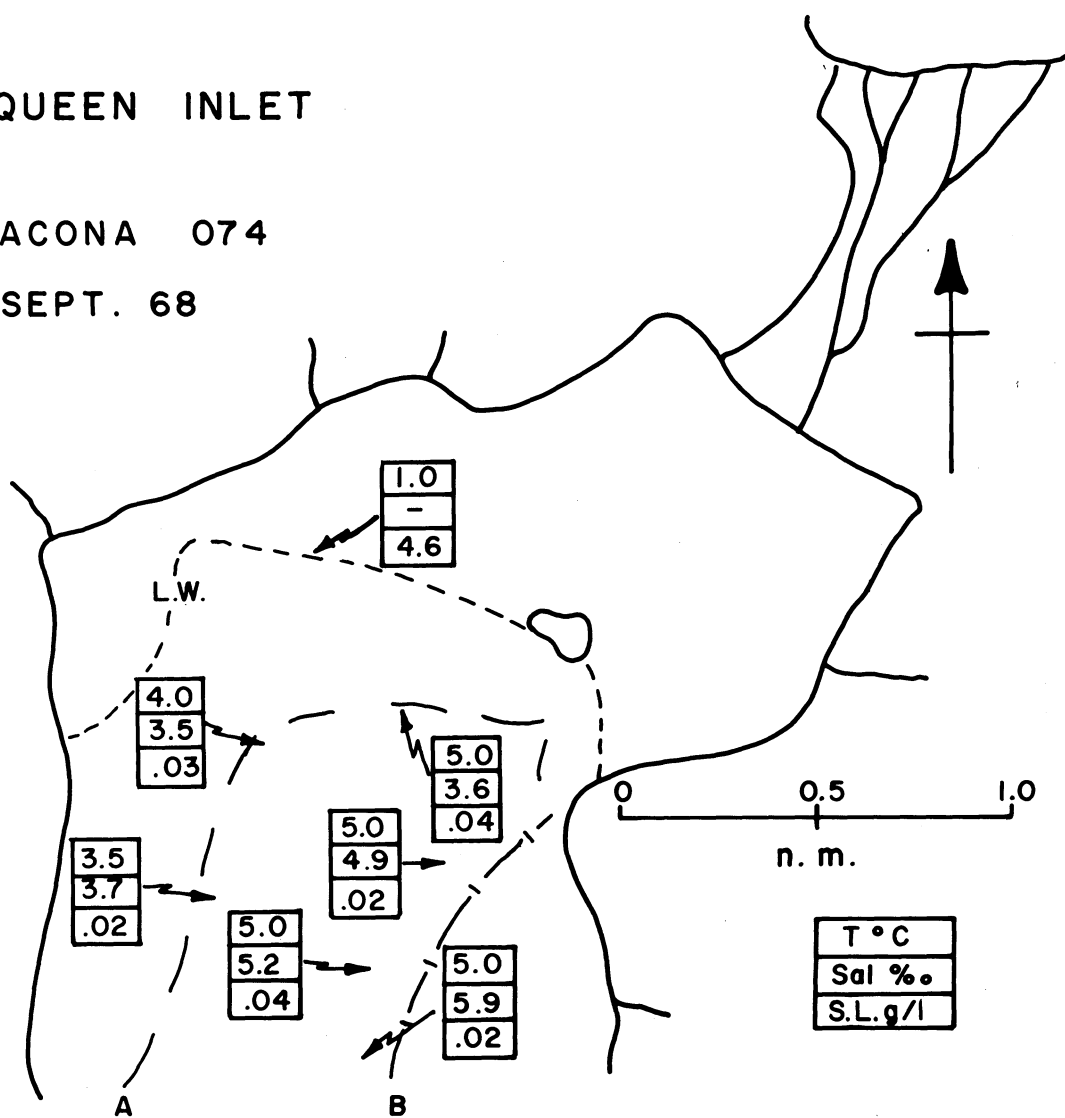 QUEEN INLET
ACONA 074
SEPT. 68
1.0
-
4.6
L.W.
4.0
3.5
.03
5.0
3.6
.04
0 0.5 1.0
n. m.
5.0
4.9
.02
3.5
3.7
.02
5.0
5.2
.04
5.0
5.9
.02
T °C
Sal ‰
S.L.g/l
A B